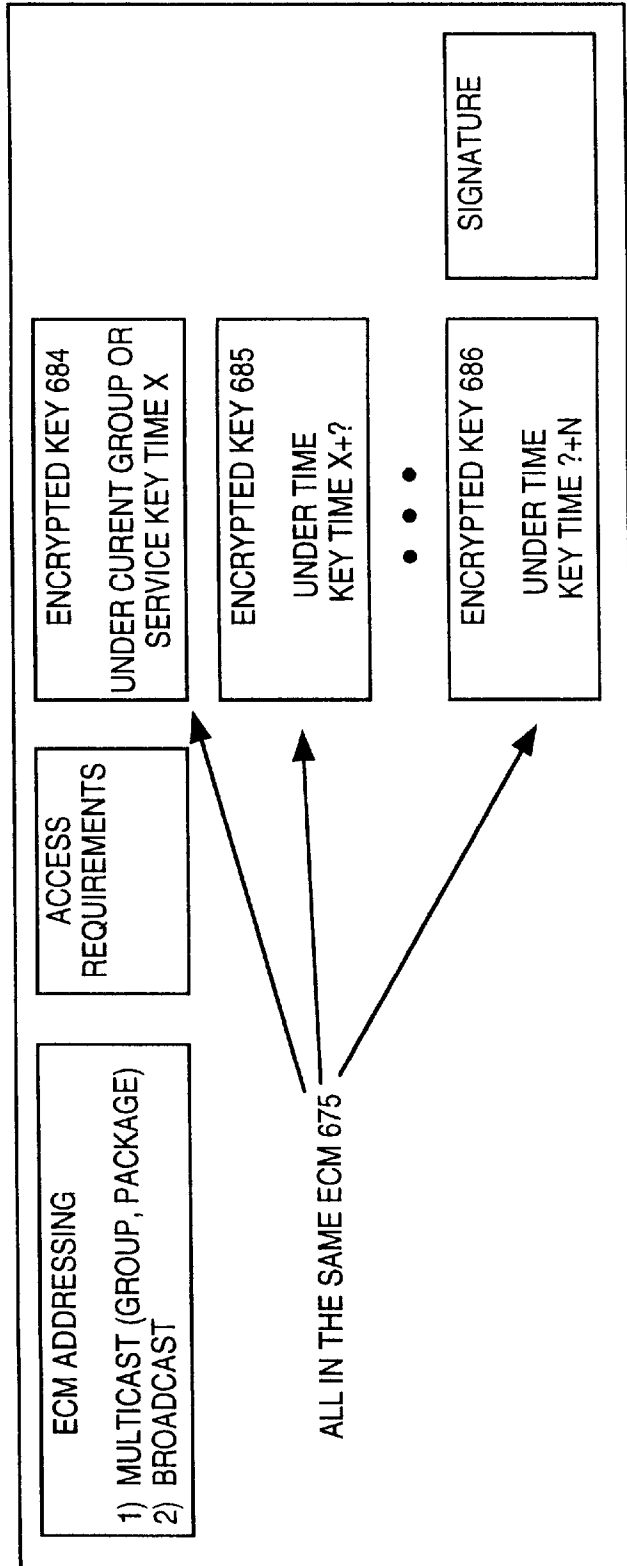 ECM ADDRESSING
1) MULTICAST (GROUP, PACKAGE)
2) BROADCAST
ACCESS
REQUIREMENTS
ENCRYPTED KEY 684
UNDER CURENT GROUP OR
SERVICE KEY TIME X
ALL IN THE SAME ECM 675
ENCRYPTED KEY 685
UNDER TIME
KEY TIME X+?
ENCRYPTED KEY 686
UNDER TIME
KEY TIME ?+N
SIGNATURE